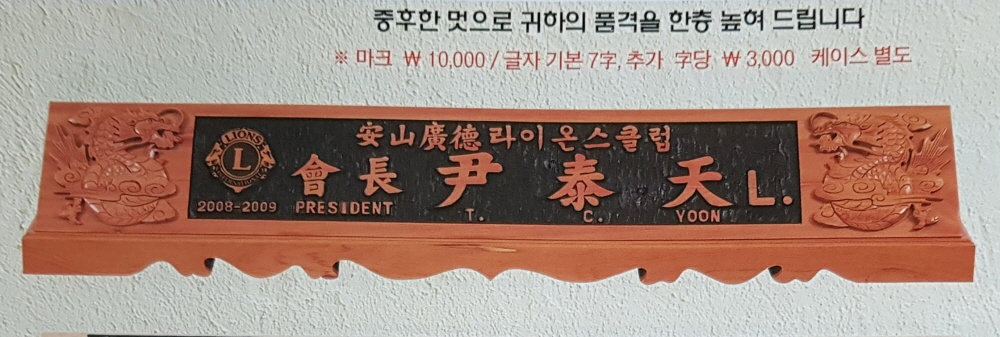 중후한 멋으로 귀하의 품격을 한층 높혀 드립니다
※ 마크 ₩ 10,000 / 글자 기본 7字, 추가 字당 ₩ 3,000 케이스 별도
安山廣德라이온스클럽
LIONS
L
INTERNATIONAL
會長 尹泰天 L.
2008-2009 PRESIDENT T. C. YOON